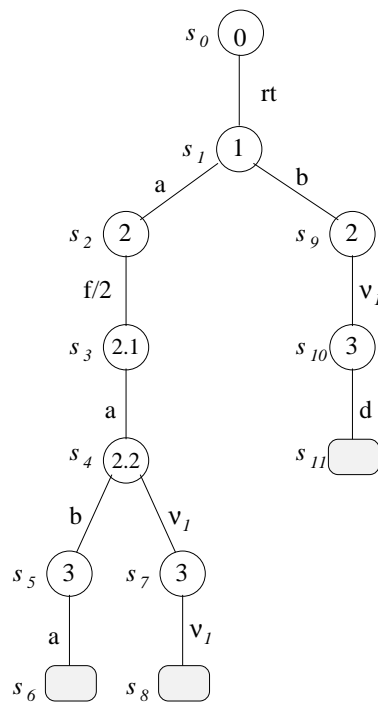 s0 0
rt
s1 1
a b
s2 2 s9 2
f/2 ν1
s3 2.1 s10 3
a d
s4 2.2 s11
b ν1
s5 3 s7 3
a ν1
s6 s8